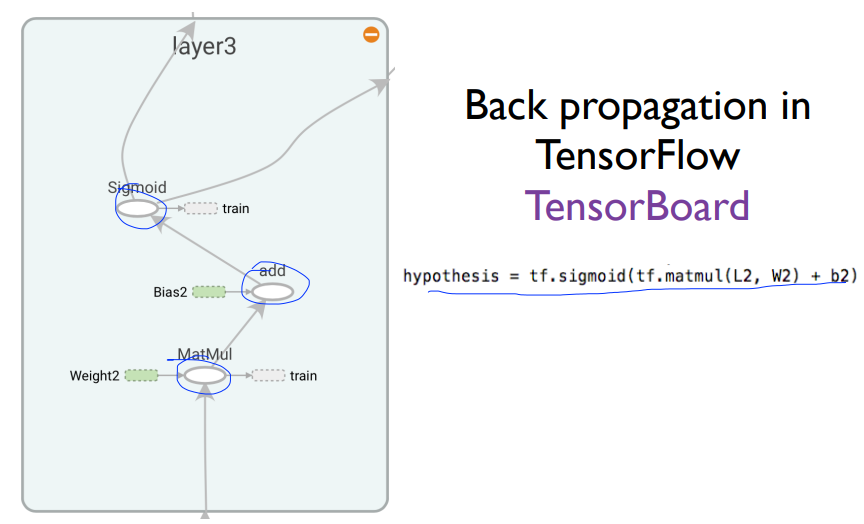 layer3
Sigmoid
train
add
Bias2
MatMul
Weight2
train
Back propagation in
TensorFlow
TensorBoard
hypothesis = tf.sigmoid(tf.matmul(L2, W2) + b2)